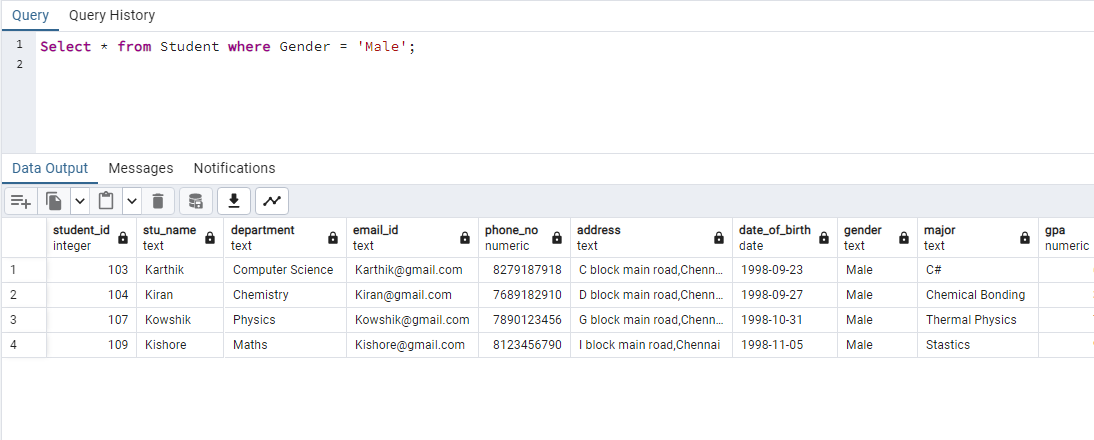 Query Query History
1 Select * from Student where Gender = 'Male';
2
Data Output Messages Notifications
student_id stu_name department email_id phone_no address date_of_birth gender major gpa
integer text text text numeric text date text text numeric
1 103 Karthik Computer Science Karthik@gmail.com 8279187918 C block main road,Chenn... 1998-09-23 Male C#
2 104 Kiran Chemistry Kiran@gmail.com 7689182910 D block main road,Chenn... 1998-09-27 Male Chemical Bonding
3 107 Kowshik Physics Kowshik@gmail.com 7890123456 G block main road,Chenn... 1998-10-31 Male Thermal Physics
4 109 Kishore Maths Kishore@gmail.com 8123456790 I block main road,Chennai 1998-11-05 Male Stastics